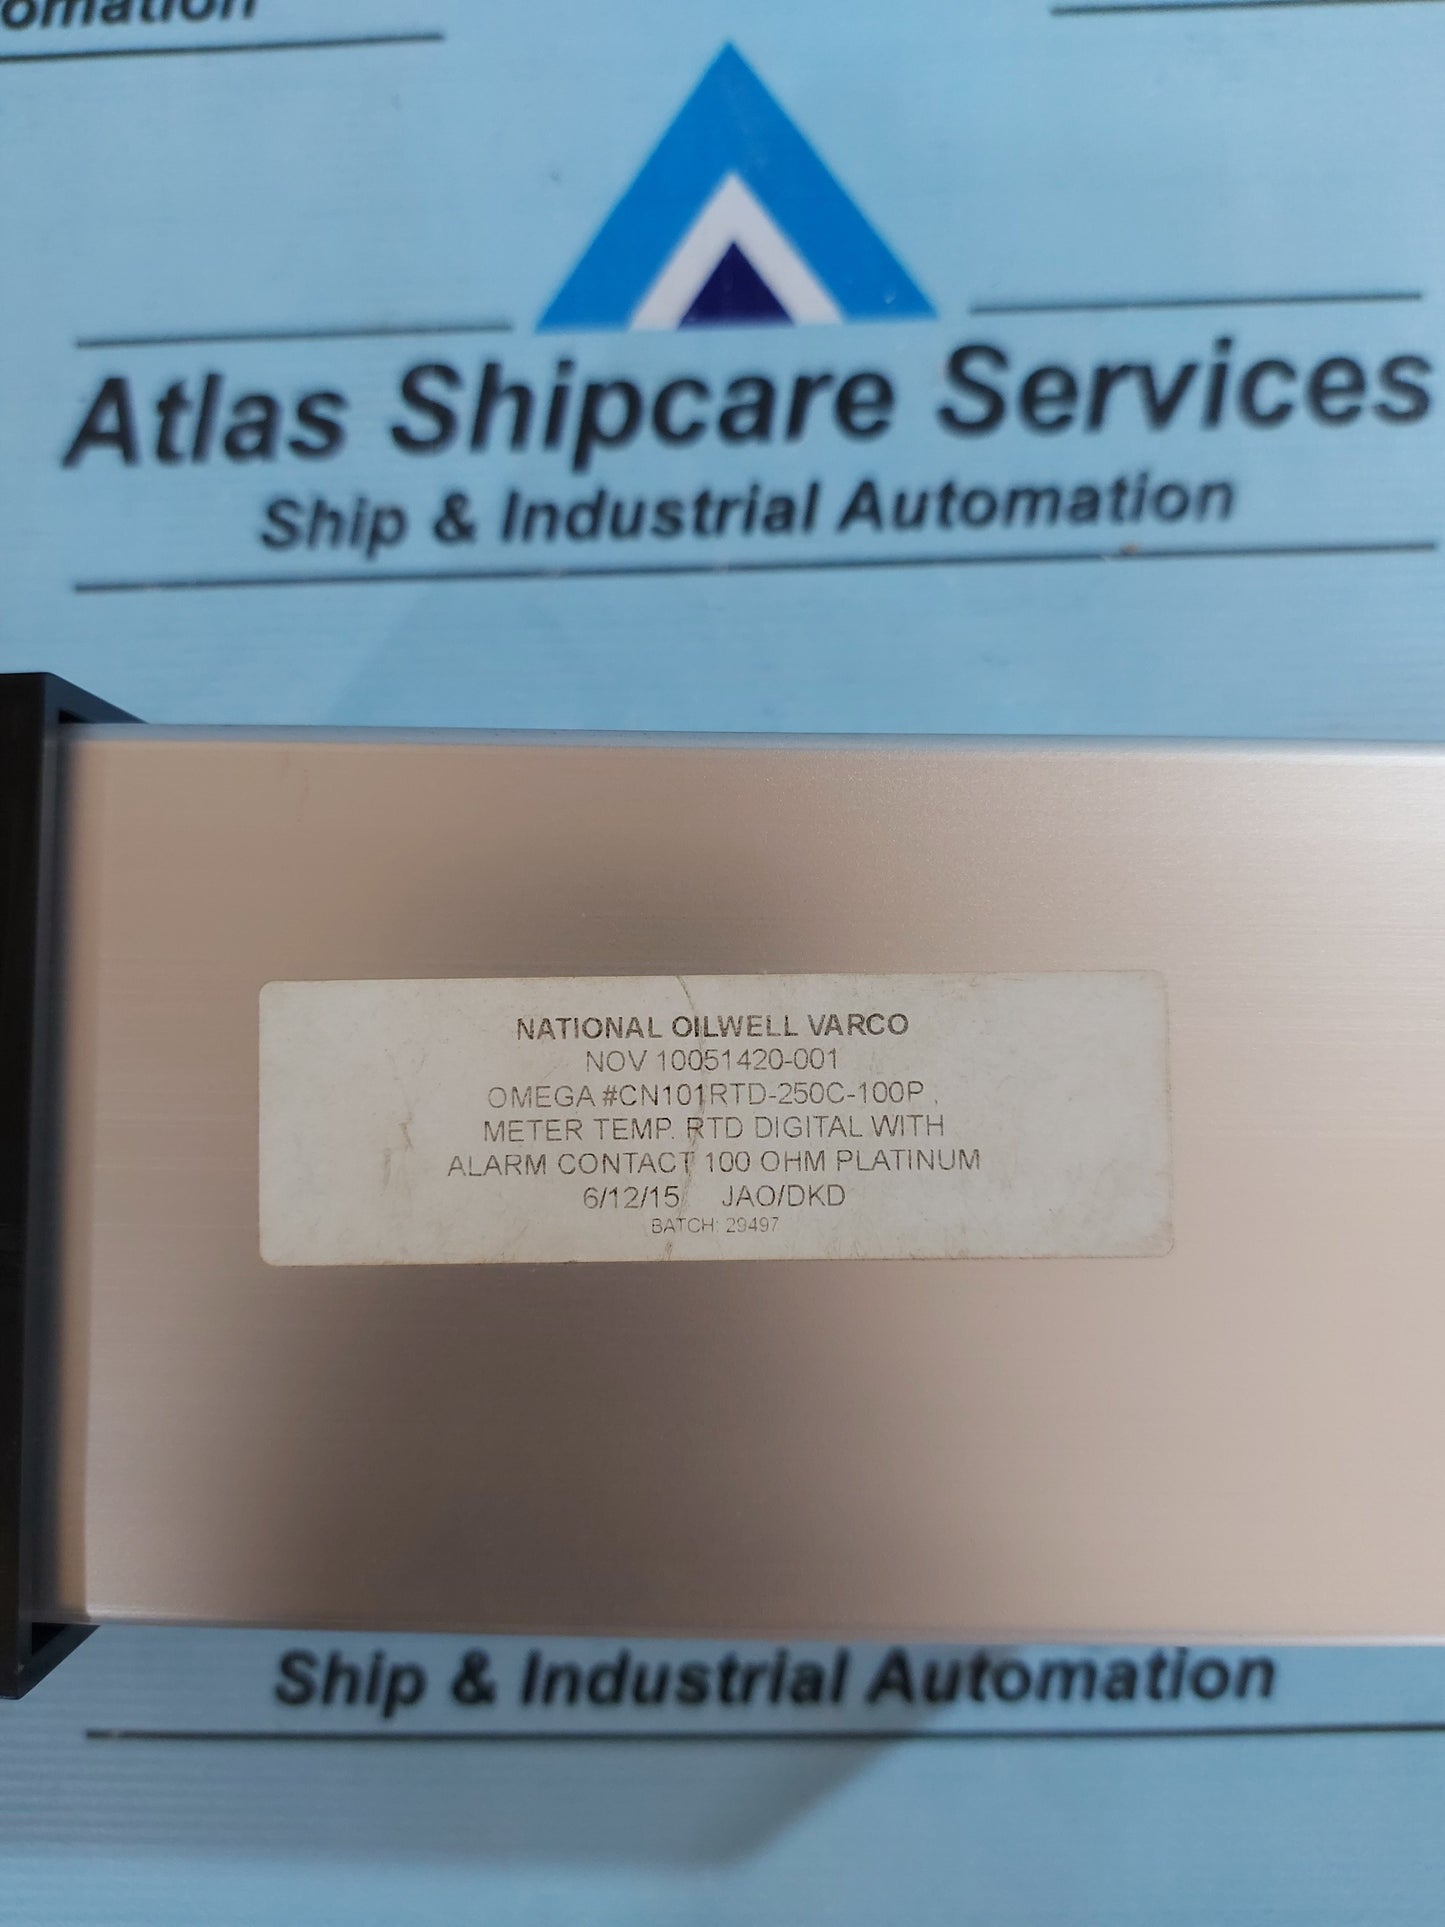 omation
Atlas Shipcare Services
Ship & Industrial Automation
NATIONAL OILWELL VARCO
NOV 10051420-001
OMEGA #CN101RTD-250C-100P,
METER TEMP. RTD DIGITAL WITH
ALARM CONTACT 100 OHM PLATINUM
6/12/15 JAO/DKD
BATCH: 29497
Ship & Industrial Automation